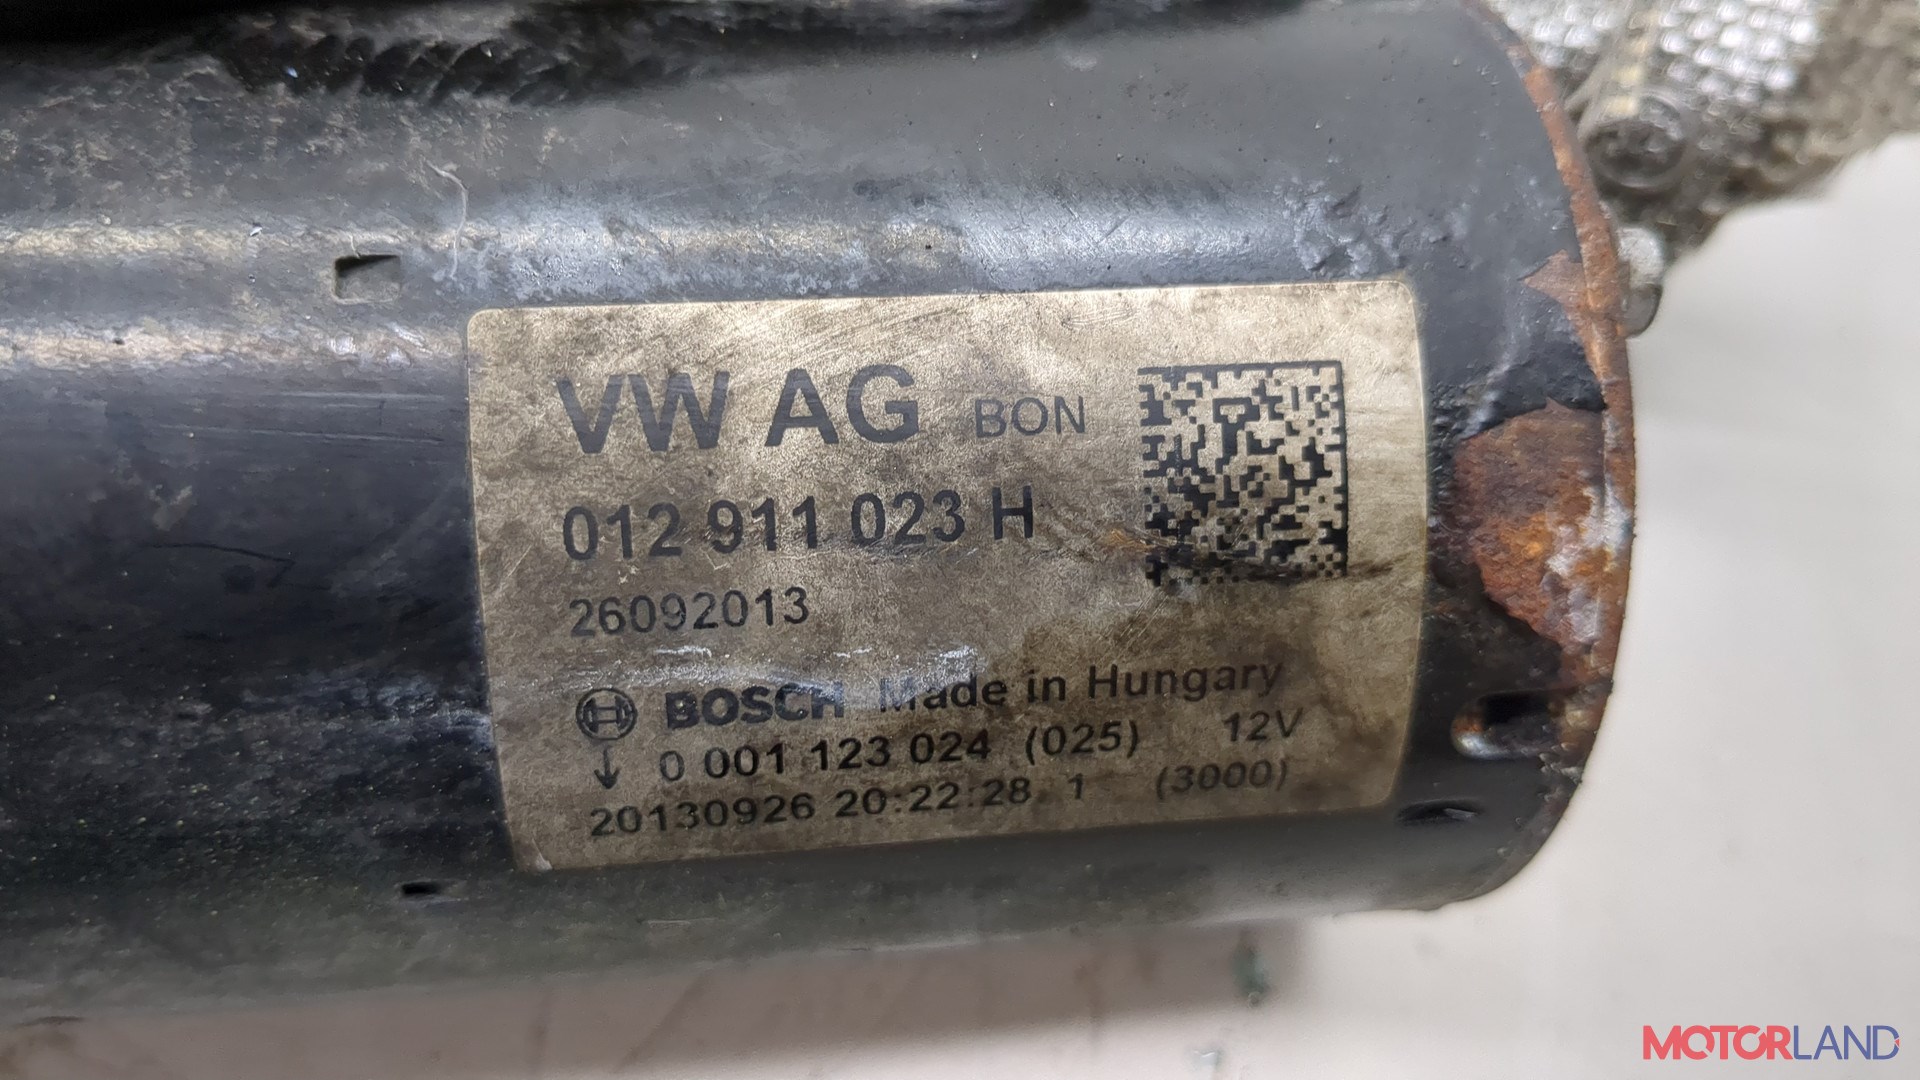 VW AG BON
012 911 023 H
26092013
BOSCH Made in Hungary
0 001 123 024 (025) 12V
20130926 20:22:28 1 (3000)
MOTORLAND